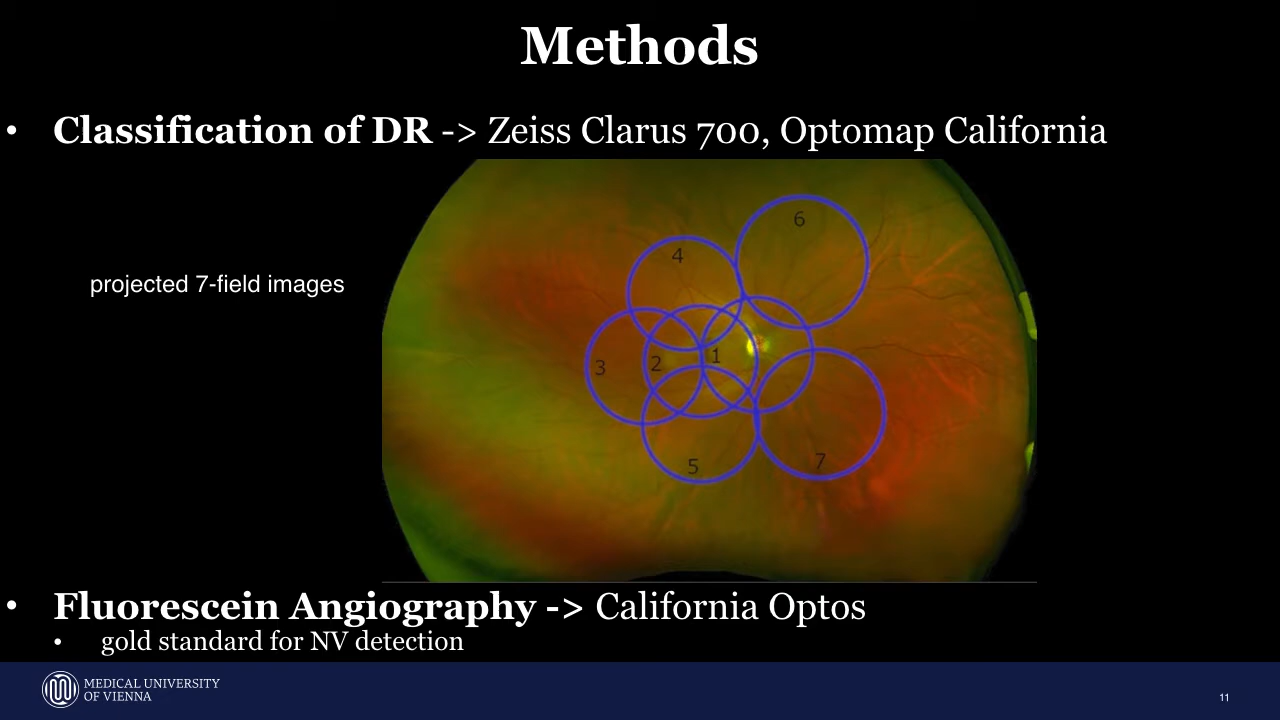 Methods
• Classification of DR -> Zeiss Clarus 700, Optomap California
projected 7-field images
6
4
1
2
3
5
7
• Fluorescein Angiography -> California Optos
• gold standard for NV detection
MEDICAL UNIVERSITY
OF VIENNA
11